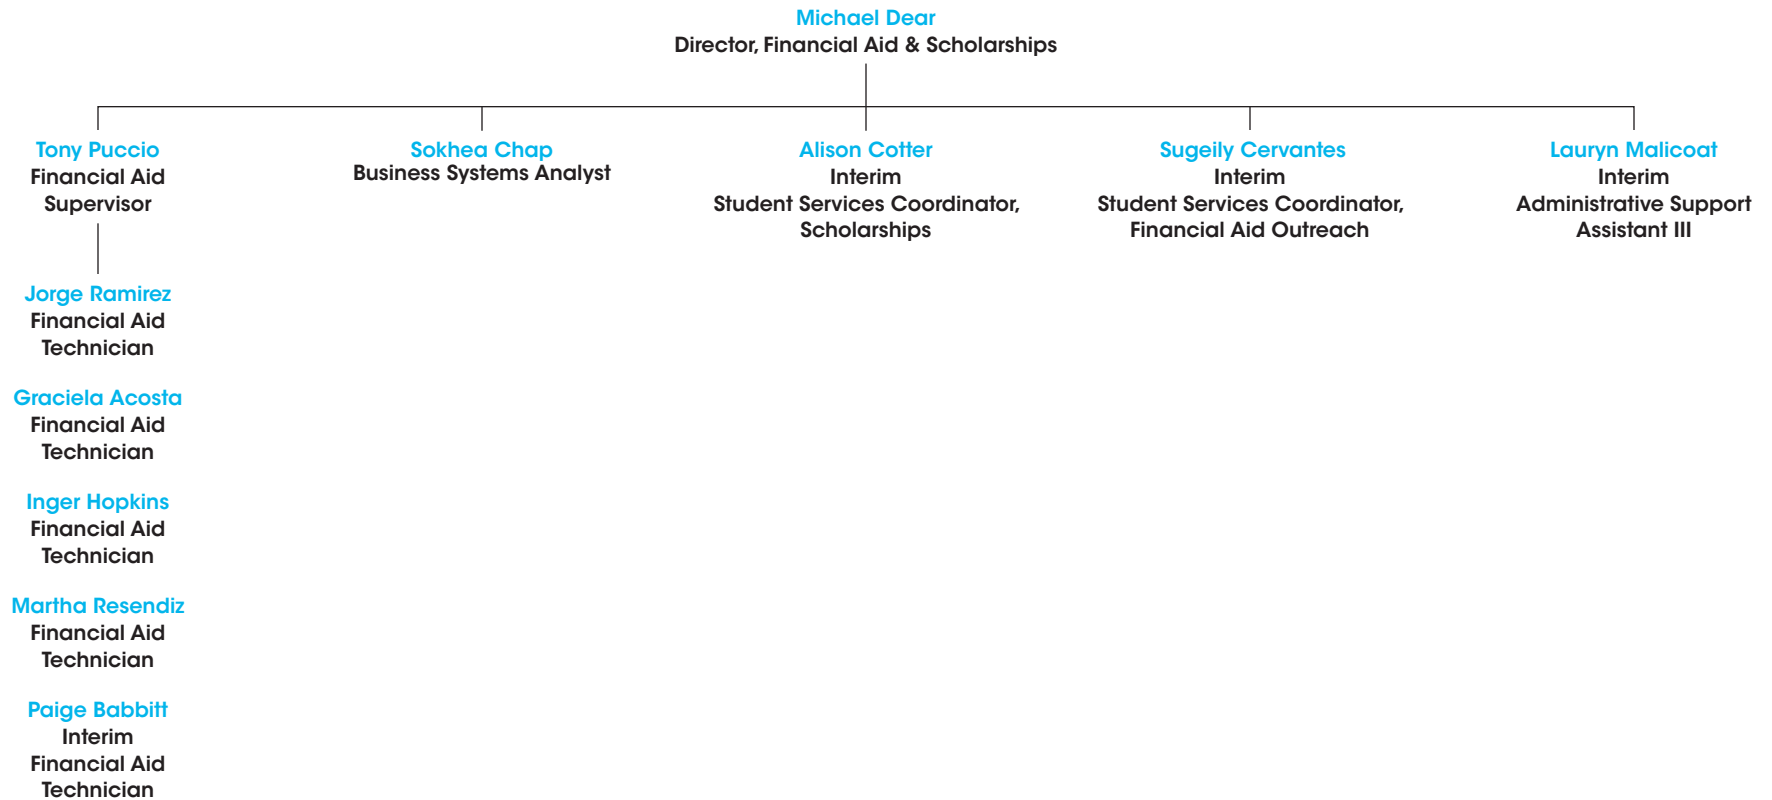 Michael Dear
Director, Financial Aid & Scholarships
Tony Puccio
Financial Aid
Supervisor
Sokhea Chap
Business Systems Analyst
Alison Cotter
Interim
Student Services Coordinator,
Scholarships
Sugeily Cervantes
Interim
Student Services Coordinator,
Financial Aid Outreach
Lauryn Malicoat
Interim
Administrative Support
Assistant III
Jorge Ramirez
Financial Aid
Technician
Graciela Acosta
Financial Aid
Technician
Inger Hopkins
Financial Aid
Technician
Martha Resendiz
Financial Aid
Technician
Paige Babbitt
Interim
Financial Aid
Technician